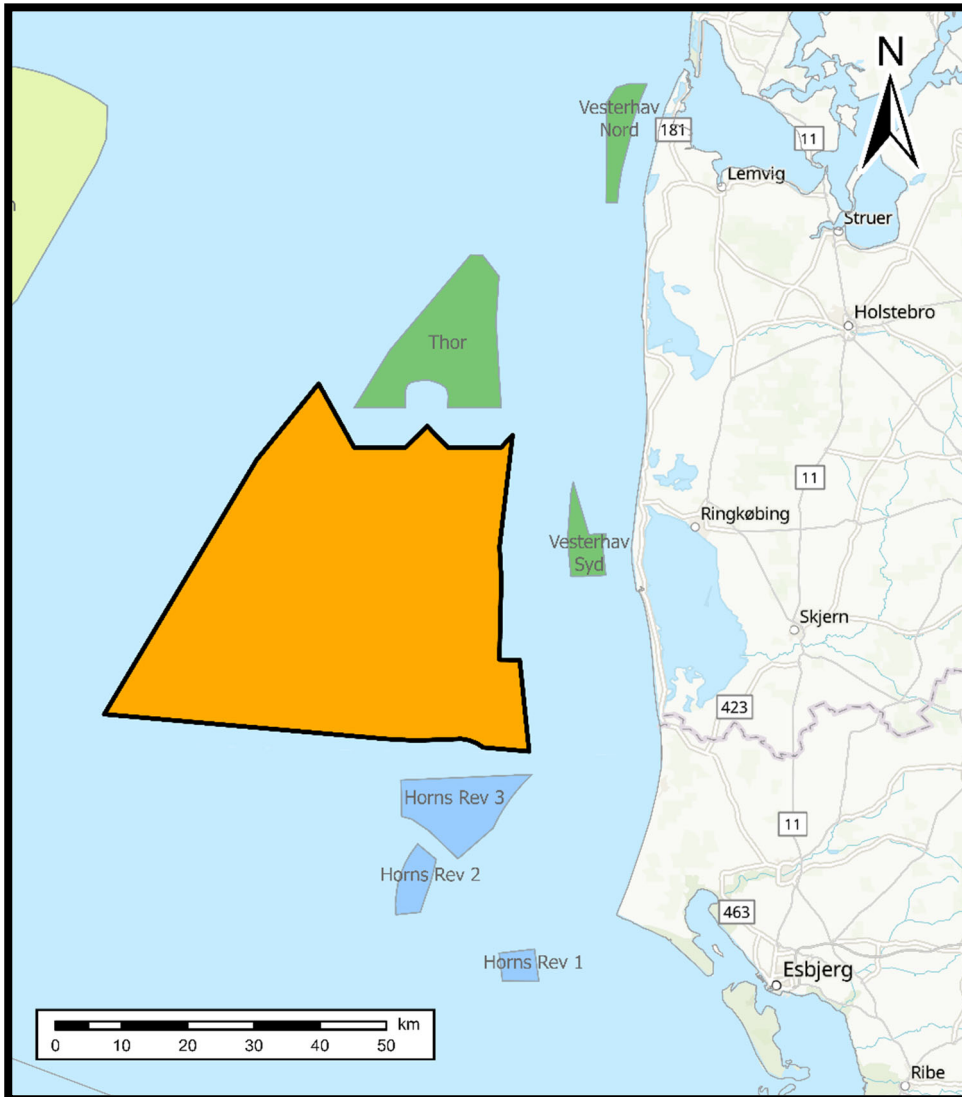 N
Vesterhav
Nord
181
11
Lemvig
n
Struer
Holstebro
Thor
11
Ringkøbing
Vesterhav
Syd
Skjern
423
Horns Rev 3
11
Horns Rev 2
463
Horns Rev 1
Esbjerg
km
0 10 20 30 40 50
Ribe